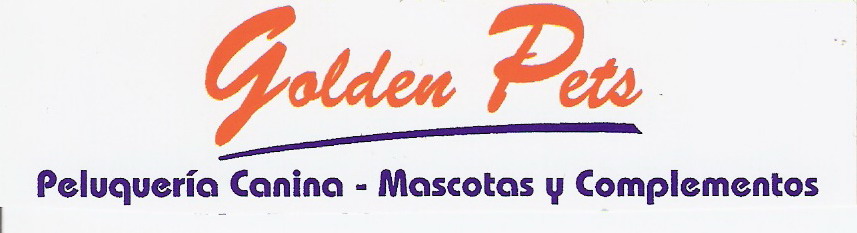 Golden Pets
Peluquería Canina - Mascotas y Complementos